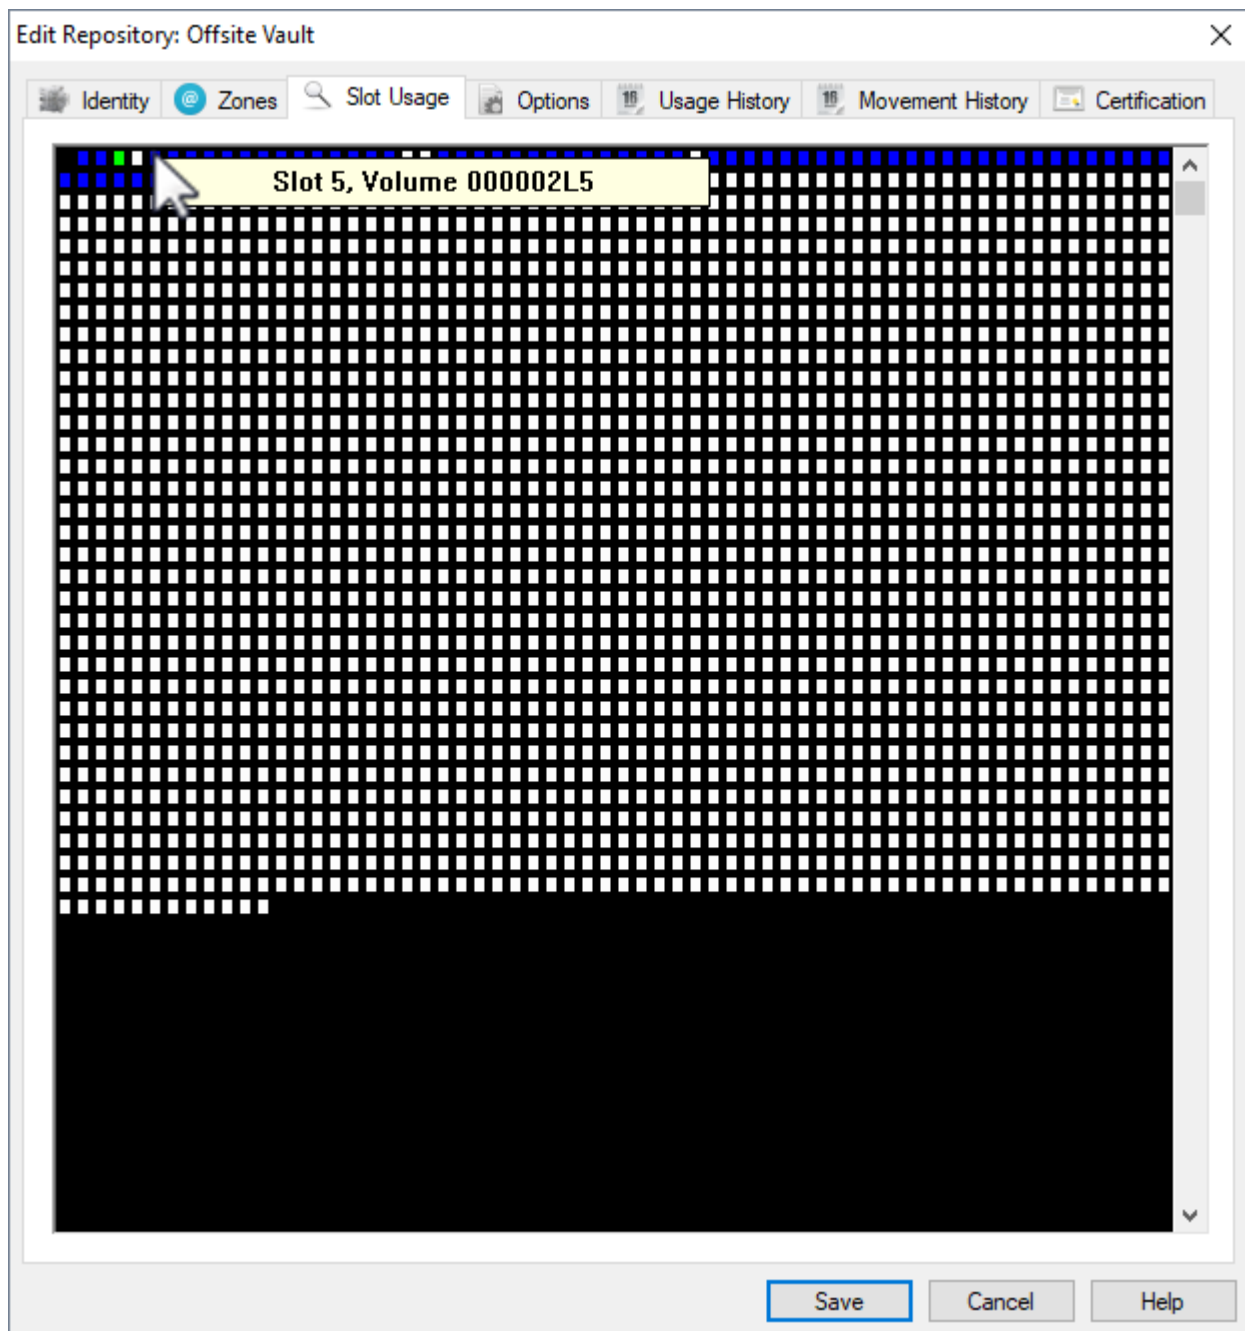 Edit Repository: Offsite Vault
Identity Zones Slot Usage Options Usage History Movement History Certification
Slot 5, Volume 000002L5
Save Cancel Help